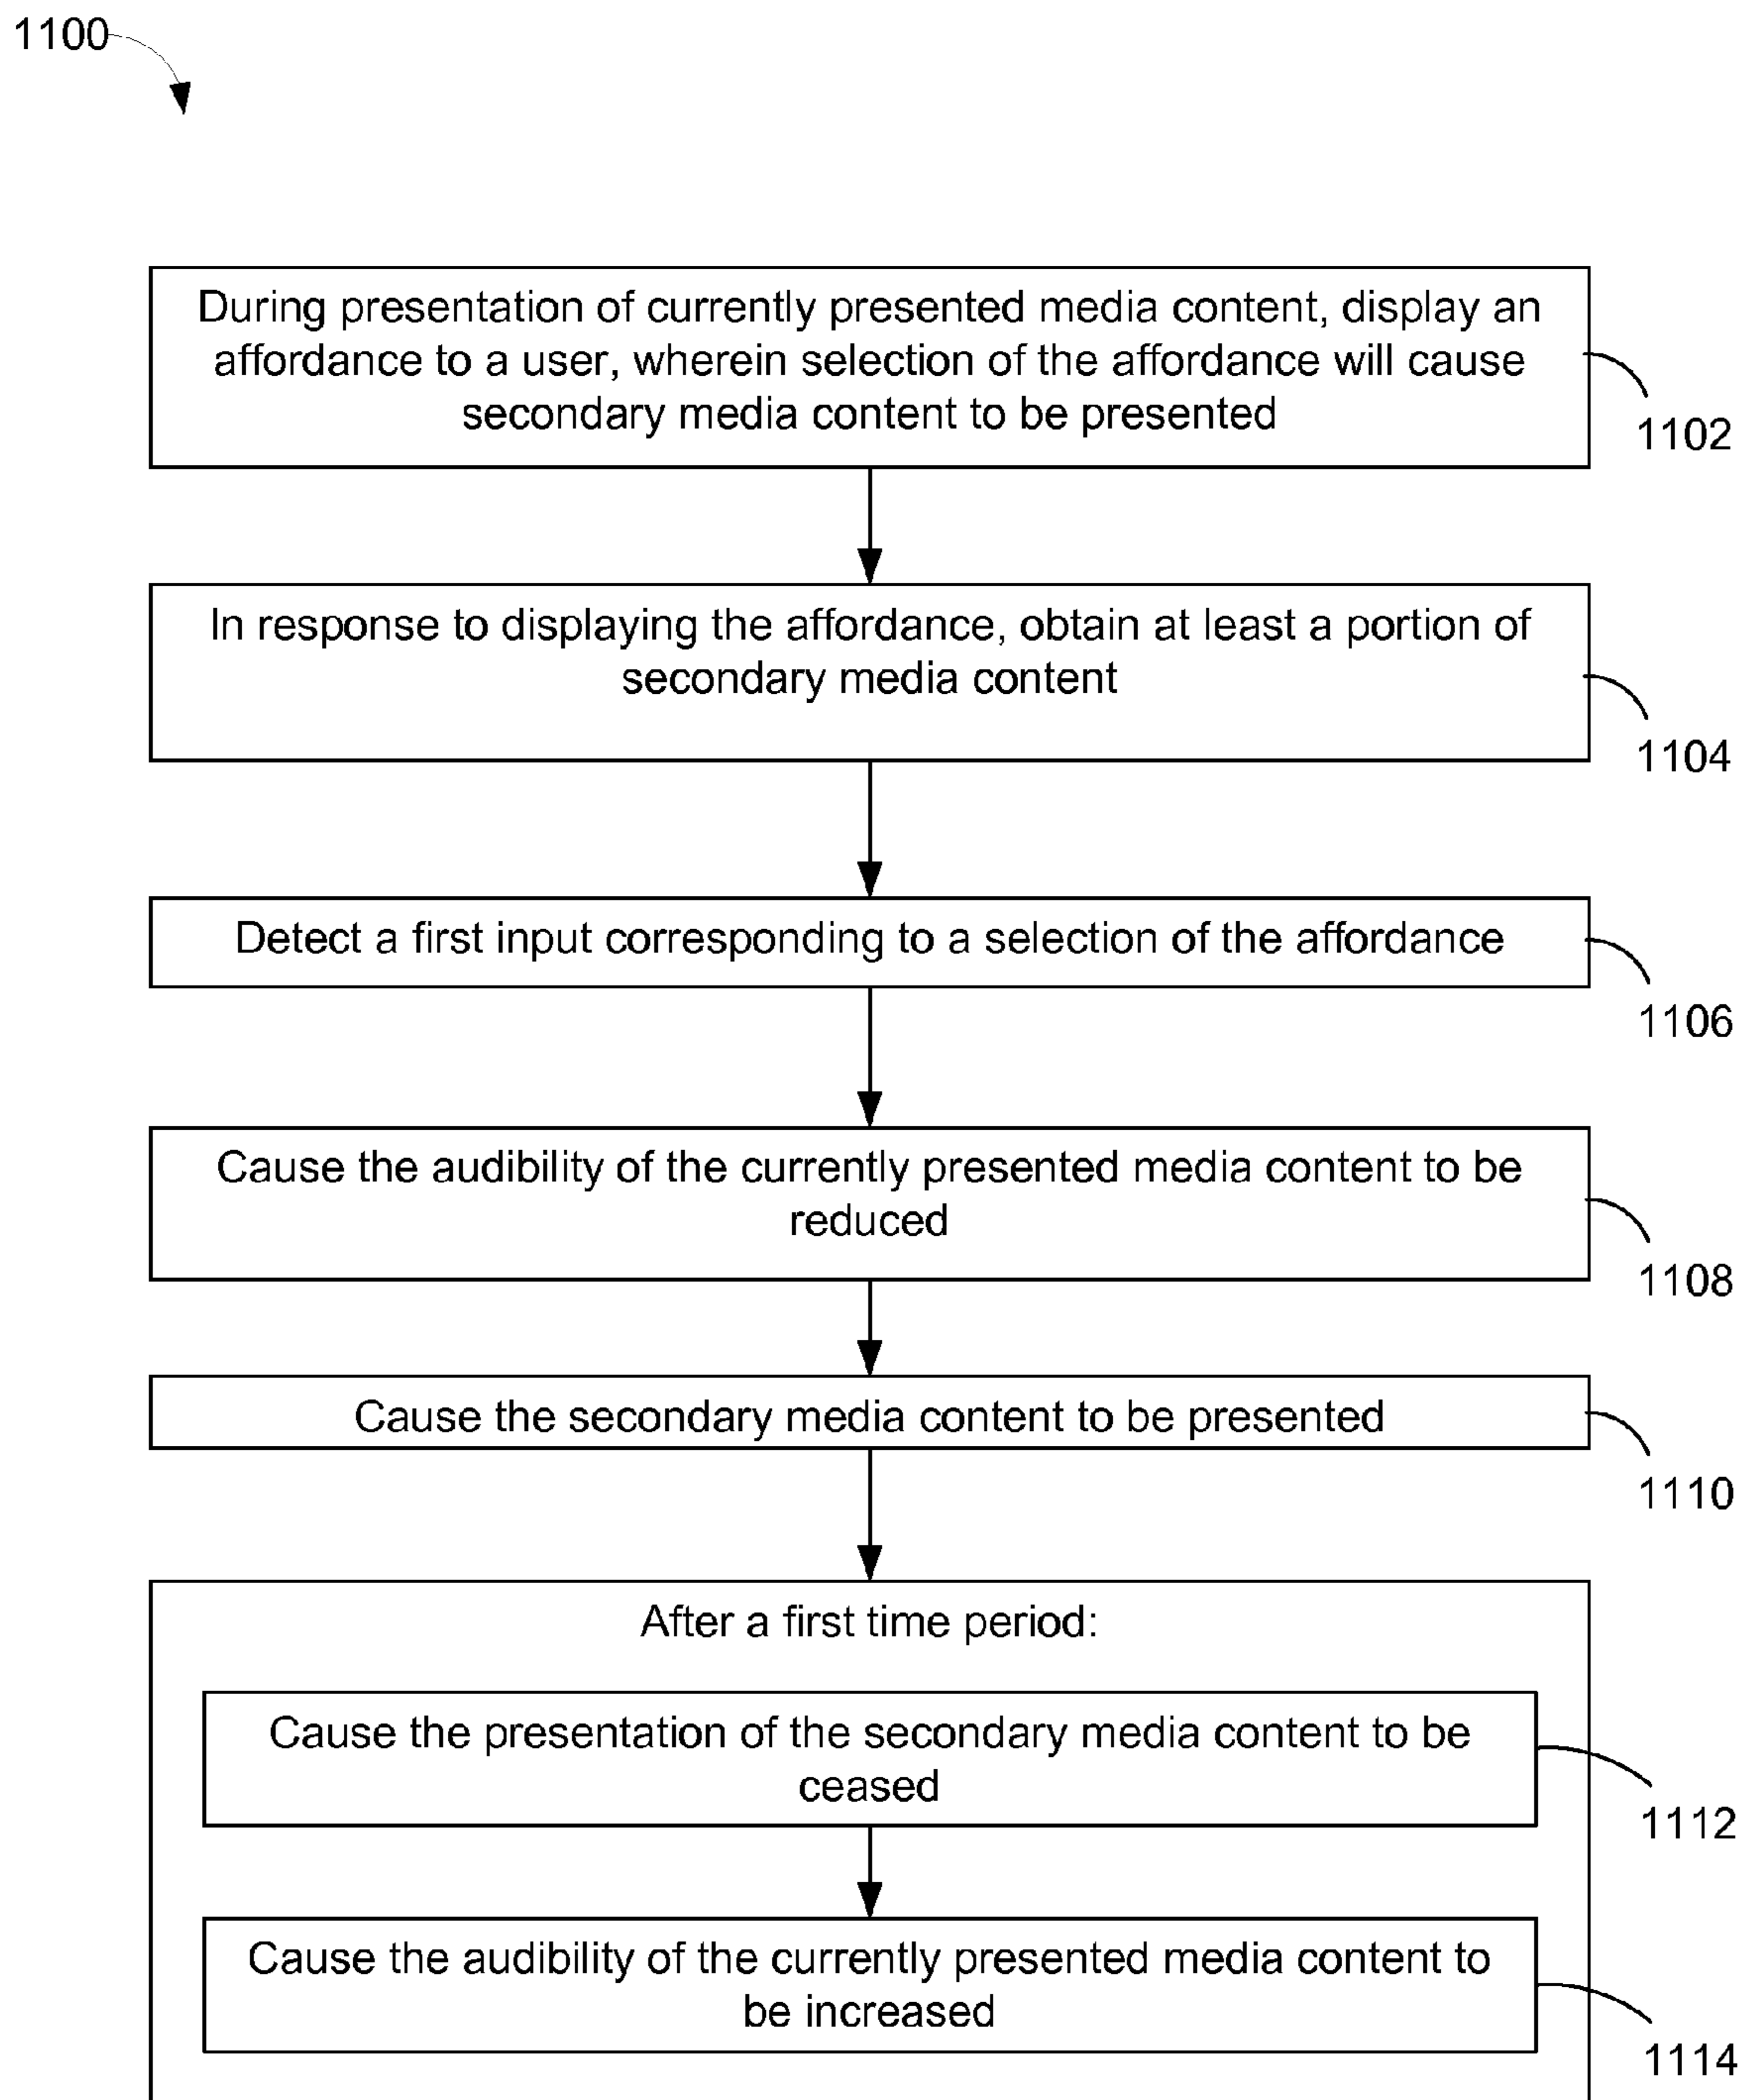 1100
During presentation of currently presented media content, display an
affordance to a user, wherein selection of the affordance will cause
secondary media content to be presented
1102
In response to displaying the affordance, obtain at least a portion of
secondary media content
1104
Detect a first input corresponding to a selection of the affordance
1106
Cause the audibility of the currently presented media content to be
reduced
1108
Cause the secondary media content to be presented
1110
After a first time period:
Cause the presentation of the secondary media content to be
ceased
1112
Cause the audibility of the currently presented media content to
be increased
1114